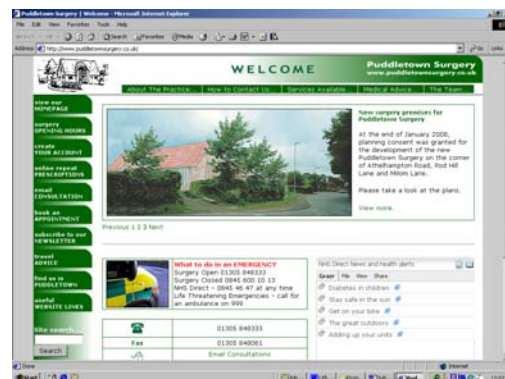 Puddletown Surgery | Welcome - Microsoft Internet Explorer
File Edit View Favorites Tools Help
Search Favorites Media
Address http://www.puddletownsurgery.co.uk/ Go Links
WELCOME
Puddletown Surgery
www.puddletownsurgery.co.uk
About The Practice... How to Contact Us... Services Available... Medical Advice The Team
view our
HOMEPAGE
surgery
OPENING HOURS
create
YOUR ACCOUNT
online repeat
PRESCRIPTIONS
email
CONSULTATION
book an
APPOINTMENT
subscribe to our
NEWSLETTER
travel
ADVICE
find us in
PUDDLETOWN
useful
WEBSITE LINKS
Site search...
Search
New surgery premises for
Puddletown Surgery
At the end of January 2008,
planning consent was granted for
the development of the new
Puddletown Surgery on the corner
of Athelhampton Road, Rod Hill
Lane and Milom Lane.
Please take a look at the plans.
View more.
Previous 1 2 3 Next
What to do in an EMERGENCY
Surgery Open 01305 848333
Surgery Closed 0845 600 10 13
NHS Direct - 0845 46 47 at any time
Life Threatening Emergencies - call for
an ambulance on 999
01305 848333
Fax 01305 848061
Email Consultations
NHS Direct News and health alerts
Grazr File View Share
Diabetes in children
Stay safe in the sun
Get on your bike
The great outdoors
Adding up your units
Done
Internet
Start